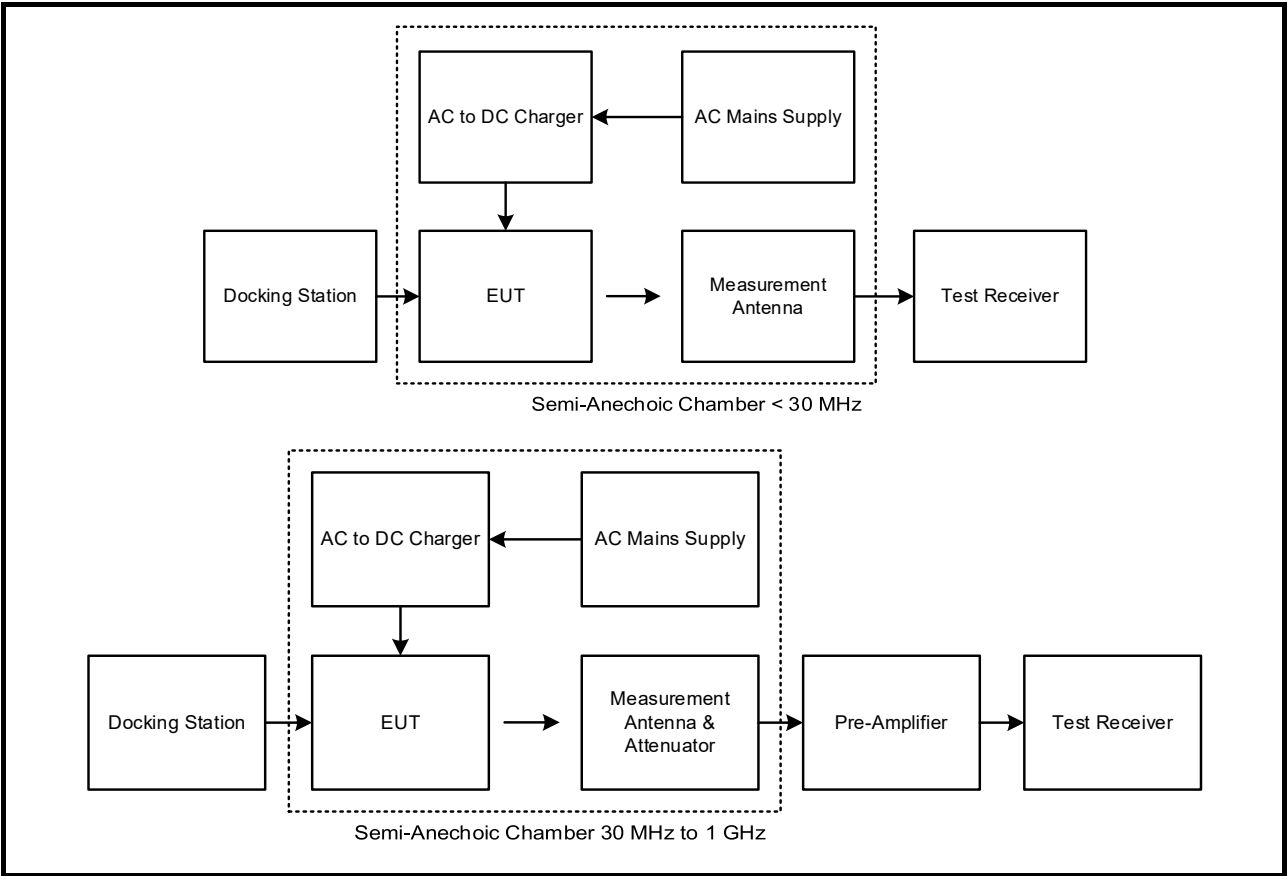 AC to DC Charger
AC Mains Supply
Docking Station
EUT
Measurement
Antenna
Test Receiver
Semi-Anechoic Chamber < 30 MHz
AC to DC Charger
AC Mains Supply
Docking Station
EUT
Measurement
Antenna &
Attenuator
Pre-Amplifier
Test Receiver
Semi-Anechoic Chamber 30 MHz to 1 GHz